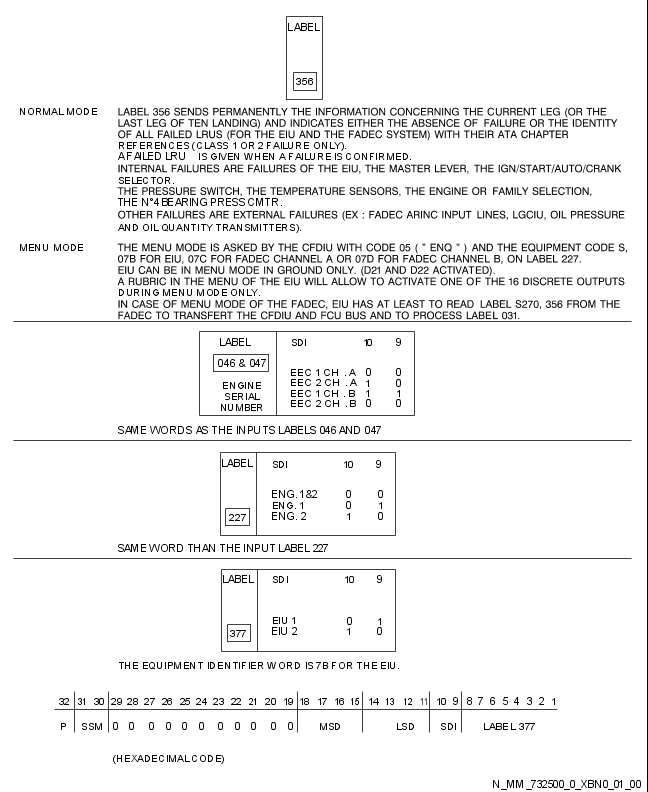 LABEL
356
NORMAL MODE LABEL 356 SENDS PERMANENTLY THE INFORMATION CONCERNING THE CURRENT LEG (OR THE
LAST LEG OF TEN LANDING) AND INDICATES EITHER THE ABSENCE OF FAILURE OR THE IDENTITY
OF ALL FAILED LRUS (FOR THE EIU AND THE FADEC SYSTEM) WITH THEIR ATA CHAPTER
REFERENCES (CLASS 1 OR 2 FAILURE ONLY).
A FAILED LRU IS GIVEN WHEN A FAILURE IS CONFIRMED.
INTERNAL FAILURES ARE FAILURES OF THE EIU, THE MASTER LEVER, THE IGN/START/AUTO/CRANK
SELECTOR.
THE PRESSURE SWITCH, THE TEMPERATURE SENSORS, THE ENGINE OR FAMILY SELECTION,
THE N°4 BEARING PRESS CMTR.
OTHER FAILURES ARE EXTERNAL FAILURES (EX : FADEC ARINC INPUT LINES, LGCIU, OIL PRESSURE
AND OIL QUANTITY TRANSMITTERS).
MENU MODE THE MENU MODE IS ASKED BY THE CFDIU WITH CODE 05 ( " ENQ " ) AND THE EQUIPMENT CODE S,
07B FOR EIU, 07C FOR FADEC CHANNEL A OR 07D FOR FADEC CHANNEL B, ON LABEL 227.
EIU CAN BE IN MENU MODE IN GROUND ONLY. (D21 AND D22 ACTIVATED).
A RUBRIC IN THE MENU OF THE EIU WILL ALLOW TO ACTIVATE ONE OF THE 16 DISCRETE OUTPUTS
DURING MENU MODE ONLY.
IN CASE OF MENU MODE OF THE FADEC, EIU HAS AT LEAST TO READ LABEL S270, 356 FROM THE
FADEC TO TRANSFERT THE CFDIU AND FCU BUS AND TO PROCESS LABEL 031.
LABEL SDI 10 9
046 & 047
EEC 1 CH . A 0 0
ENGINE EEC 2 CH . A 1 0
SERIAL EEC 1 CH . B 1 1
NUMBER EEC 2 CH . B 0 0
SAME WORDS AS THE INPUTS LABELS 046 AND 047
LABEL SDI 10 9
ENG. 1&2 0 0
ENG. 1 0 1
227 ENG. 2 1 0
SAME WORD THAN THE INPUT LABEL 227
LABEL SDI 10 9
EIU 1 0 1
377 EIU 2 1 0
THE EQUIPMENT IDENTIFIER WORD IS 7B FOR THE EIU.
32 31 30 29 28 27 26 25 24 23 22 21 20 19 18 17 16 15 14 13 12 11 10 9 8 7 6 5 4 3 2 1
P SSM 0 0 0 0 0 0 0 0 0 0 0 MSD LSD SDI LABEL 377
(HEXADECIMAL CODE)
N_MM_732500_0_XBN0_01_00